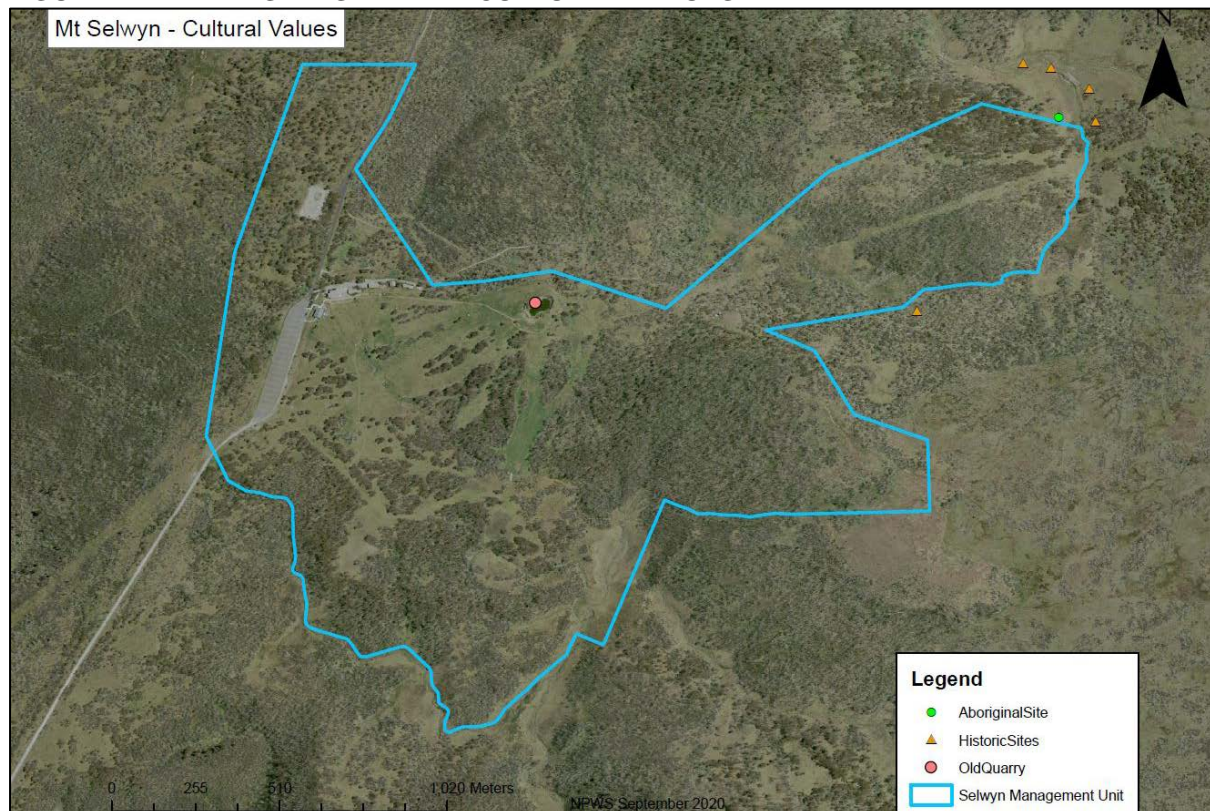 Mt Selwyn - Cultural Values
N
Legend
AboriginalSite
HistoricSites
OldQuarry
Selwyn Management Unit
0 255 510 1,020 Meters
NPWS September 2020